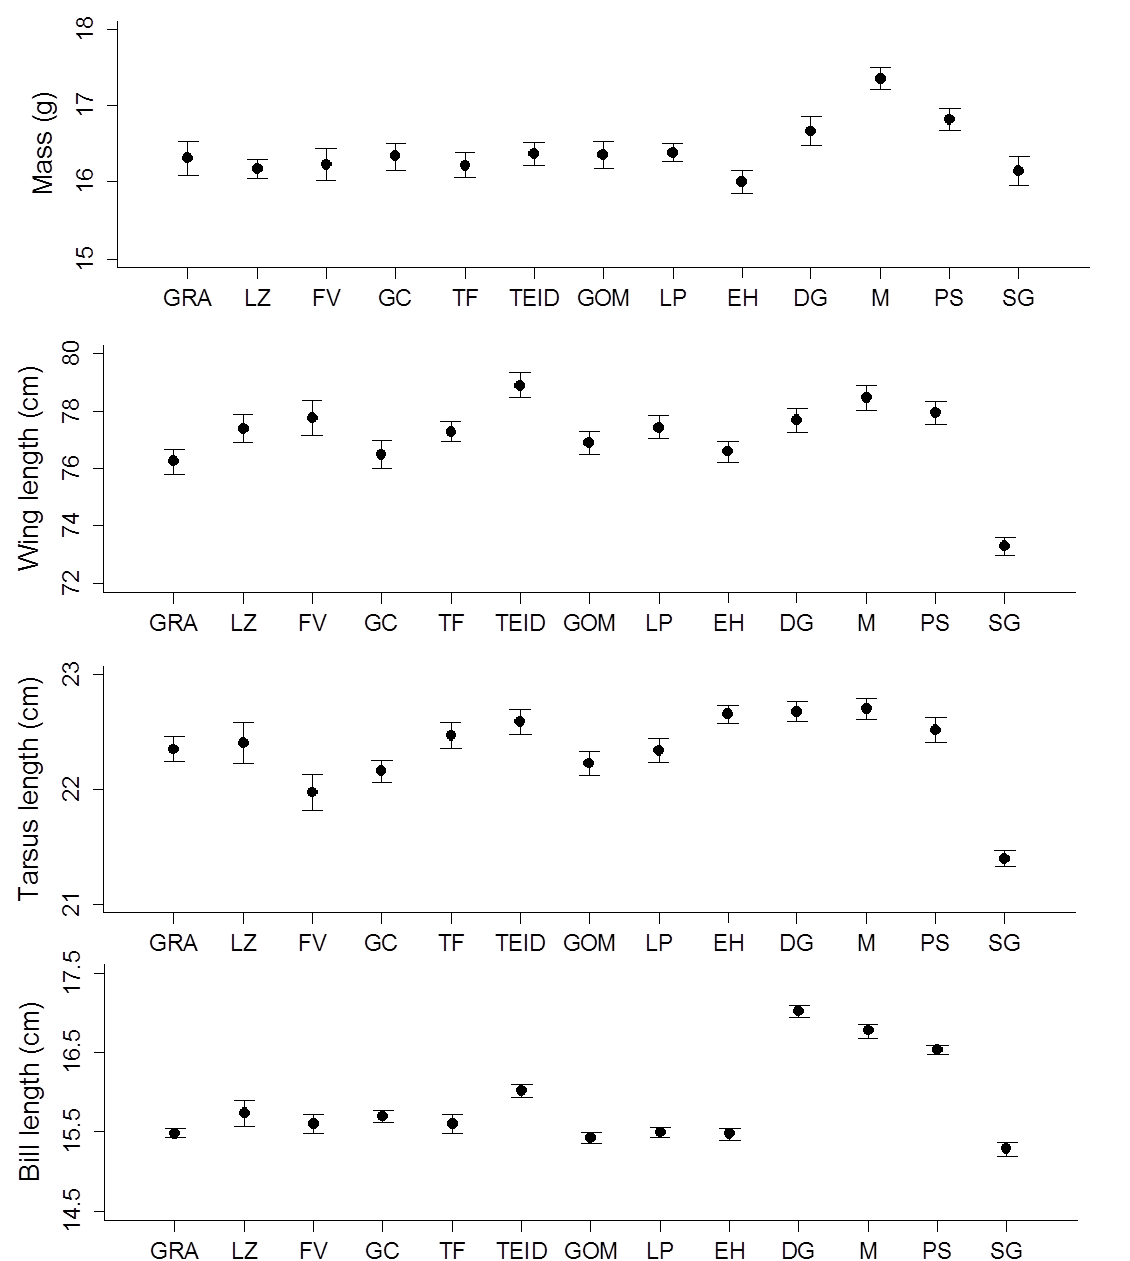 Mass (g)
18
17
16
15
GRA LZ FV GC TF TEID GOM LP EH DG M PS SG
Wing length (cm)
80
78
76
74
72
GRA LZ FV GC TF TEID GOM LP EH DG M PS SG
Tarsus length (cm)
23
22
21
GRA LZ FV GC TF TEID GOM LP EH DG M PS SG
Bill length (cm)
17.5
16.5
15.5
14.5
GRA LZ FV GC TF TEID GOM LP EH DG M PS SG